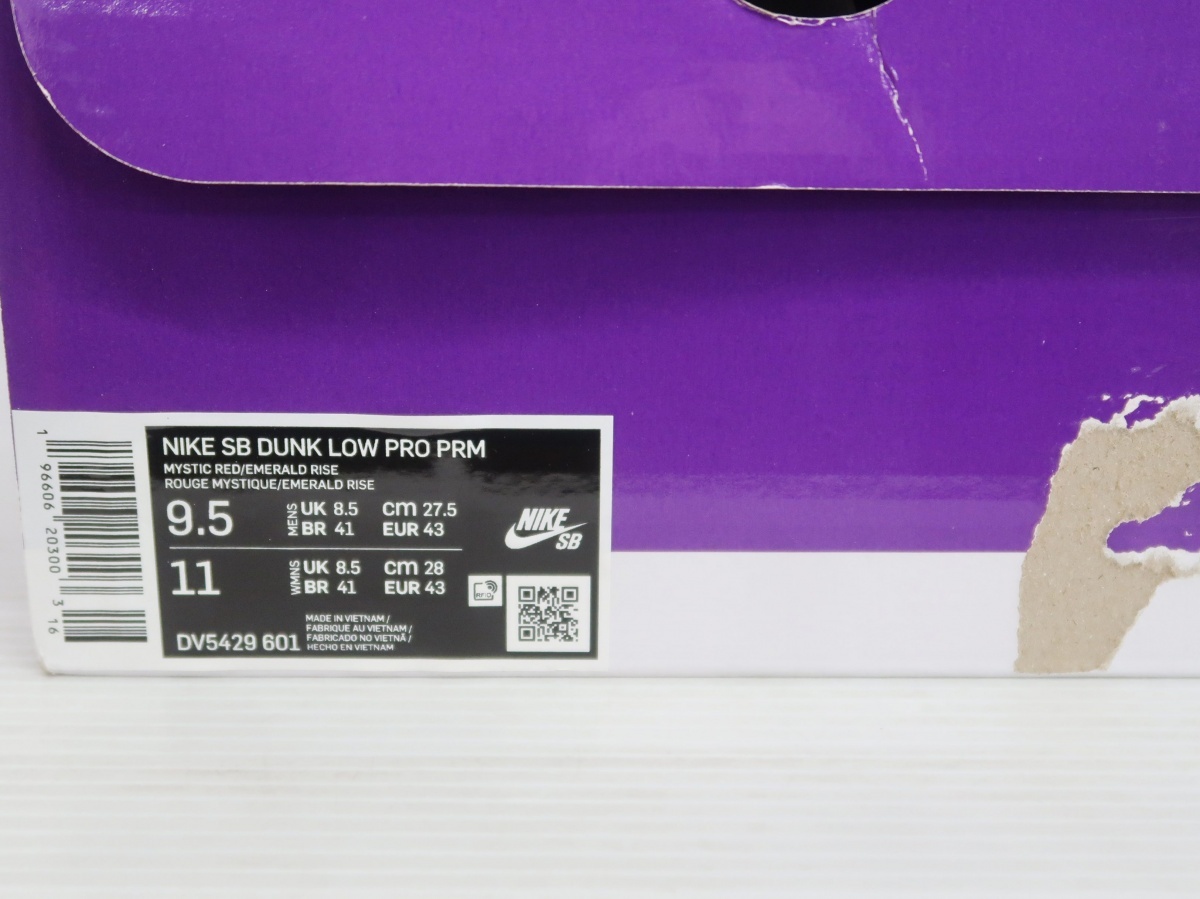 NIKE SB DUNK LOW PRO PRM
MYSTIC RED/EMERALD RISE
ROUGE MYSTIQUE/EMERALD RISE
9.5 MENS UK 8.5 cm 27.5
BR 41 EUR 43
11 WMNS UK 8.5 cm 28
BR 41 EUR 43
DV5429 601
MADE IN VIETNAM /
FABRIQUE AU VIETNAM /
FABRICADO NO VIETNÃ /
HECHO EN VIETNAM
NIKE
SB
RFID
1 96606 20300 3 16